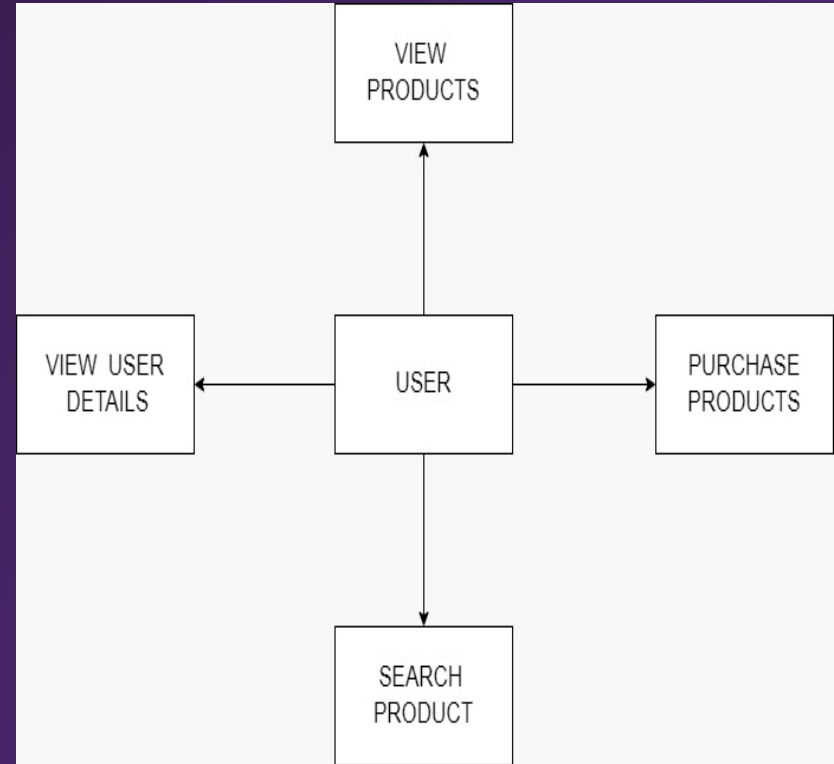 VIEW
PRODUCTS
VIEW USER
DETAILS
USER
PURCHASE
PRODUCTS
SEARCH
PRODUCT